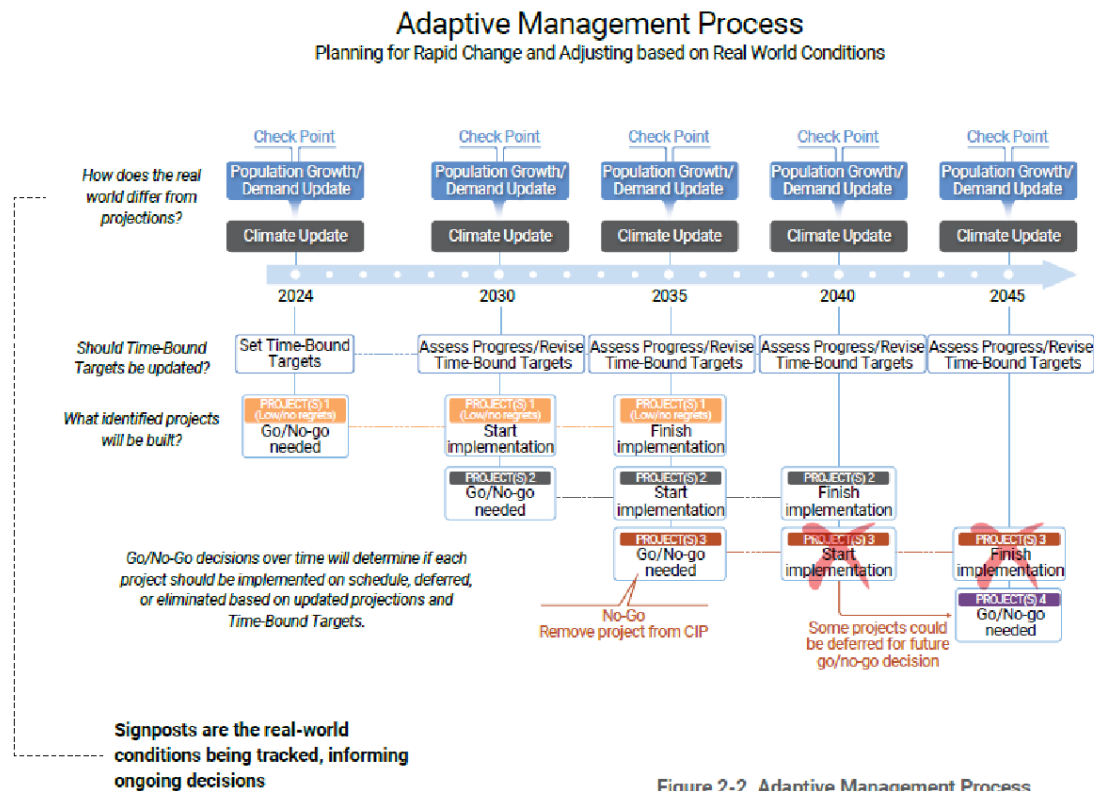 Adaptive Management Process
Planning for Rapid Change and Adjusting based on Real World Conditions
Check Point
Check Point
Check Point
Check Point
Check Point
How does the real
world differ from
projections?
Population Growth/
Demand Update
Population Growth/
Demand Update
Population Growth/
Demand Update
Population Growth/
Demand Update
Population Growth/
Demand Update
Climate Update
Climate Update
Climate Update
Climate Update
Climate Update
2024
2030
2035
2040
2045
Should Time-Bound
Targets be updated?
Set Time-Bound
Targets
Assess Progress/Revise
Time-Bound Targets
Assess Progress/Revise
Time-Bound Targets
Assess Progress/Revise
Time-Bound Targets
Assess Progress/Revise
Time-Bound Targets
What identified projects
will be built?
PROJECT(S) 1
(Low/no regrets)
Go/No-go
needed
PROJECT(S) 1
(Low/no regrets)
Start
implementation
PROJECT(S) 1
(Low/no regrets)
Finish
implementation
PROJECT(S) 2
Go/No-go
needed
PROJECT(S) 2
Start
implementation
PROJECT(S) 2
Finish
implementation
Go/No-Go decisions over time will determine if each
project should be implemented on schedule, deferred,
or eliminated based on updated projections and
Time-Bound Targets.
PROJECT(S) 3
Go/No-go
needed
PROJECT(S) 3
Start
implementation
PROJECT(S) 3
Finish
implementation
No-Go
Remove project from CIP
PROJECT(S) 4
Go/No-go
needed
Some projects could
be deferred for future
go/no-go decision
Signposts are the real-world
conditions being tracked, informing
ongoing decisions
Figure 2-2. Adaptive Management Process